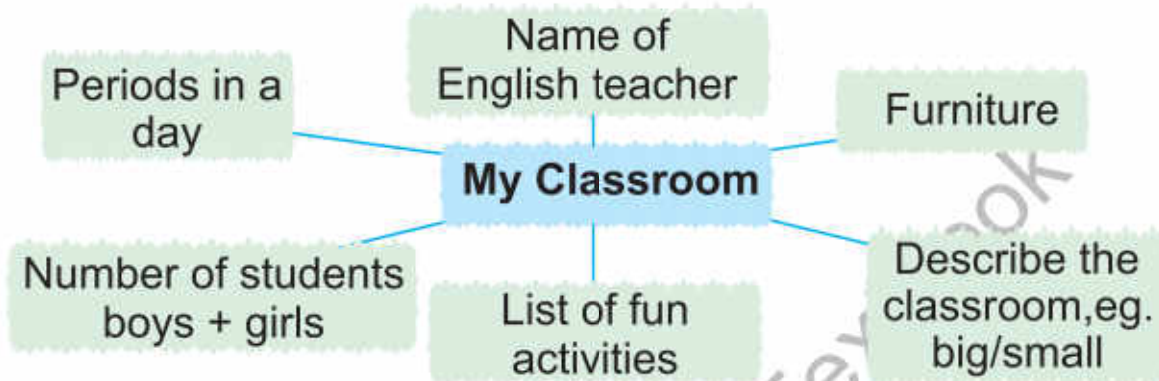 Name of
English teacher
Periods in a
day
Furniture
My Classroom
Number of students
boys + girls
List of fun
activities
Describe the
classroom,eg.
big/small